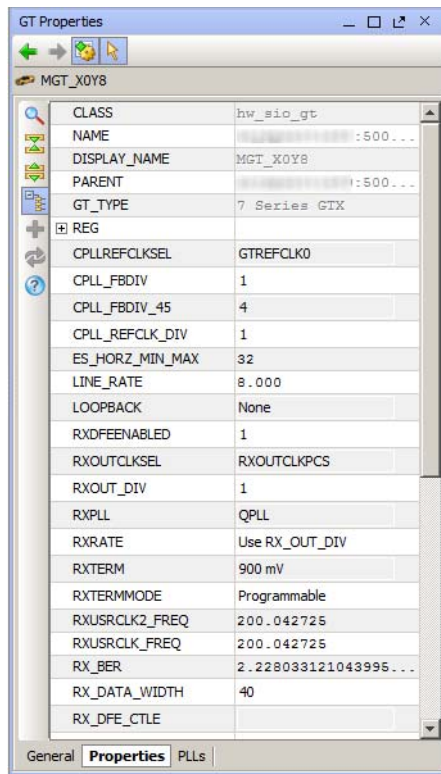 GT Properties
MGT_X0Y8
CLASS hw_sio_gt
NAME :500...
DISPLAY_NAME MGT_X0Y8
PARENT :500...
GT_TYPE 7 Series GTX
REG
CPLLREFCLKSEL GTREFCLK0
CPLL_FBDIV 1
CPLL_FBDIV_45 4
CPLL_REFCLK_DIV 1
ES_HORZ_MIN_MAX 32
LINE_RATE 8.000
LOOPBACK None
RXDFEENABLED 1
RXOUTCLKSEL RXOUTCLKPCS
RXOUT_DIV 1
RXPLL QPLL
RXRATE Use RX_OUT_DIV
RXTERM 900 mV
RXTERMMODE Programmable
RXUSRCLK2_FREQ 200.042725
RXUSRCLK_FREQ 200.042725
RX_BER 2.228033121043995...
RX_DATA_WIDTH 40
RX_DFE_CTLE
General Properties PLLs